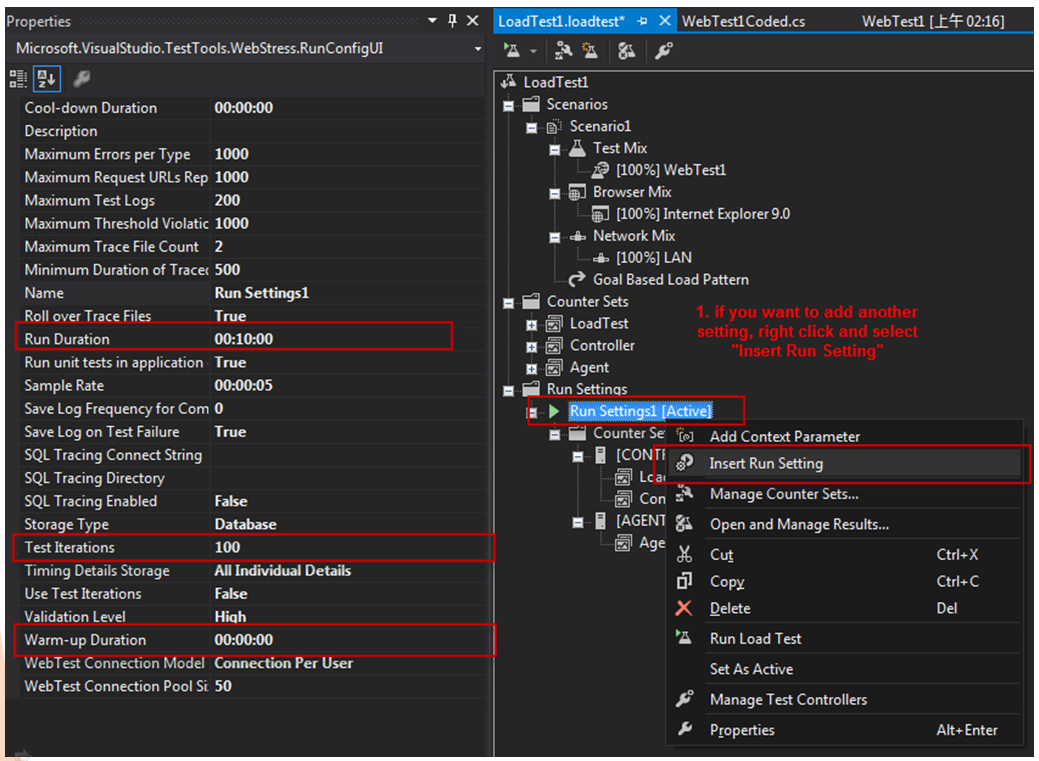 Properties
Microsoft.VisualStudio.TestTools.WebStress.RunConfigUI
Cool-down Duration 00:00:00
Description
Maximum Errors per Type 1000
Maximum Request URLs Rep 1000
Maximum Test Logs 200
Maximum Threshold Violatic 1000
Maximum Trace File Count 2
Minimum Duration of Traced 500
Name Run Settings1
Roll over Trace Files True
Run Duration 00:10:00
Run unit tests in application True
Sample Rate 00:00:05
Save Log Frequency for Com 0
Save Log on Test Failure True
SQL Tracing Connect String
SQL Tracing Directory
SQL Tracing Enabled False
Storage Type Database
Test Iterations 100
Timing Details Storage All Individual Details
Use Test Iterations False
Validation Level High
Warm-up Duration 00:00:00
WebTest Connection Model Connection Per User
WebTest Connection Pool Si 50
LoadTest1.loadtest* WebTest1Coded.cs WebTest1 [上午 02:16]
LoadTest1
Scenarios
Scenario1
Test Mix
[100%] WebTest1
Browser Mix
[100%] Internet Explorer 9.0
Network Mix
[100%] LAN
Goal Based Load Pattern
Counter Sets
LoadTest
Controller
Agent
Run Settings
Run Settings1 [Active]
Counter Se
[CONTR
Loa
Con
[AGENT
Age
1. if you want to add another
setting, right click and select
"Insert Run Setting"
Add Context Parameter
Insert Run Setting
Manage Counter Sets...
Open and Manage Results...
Cut Ctrl+X
Copy Ctrl+C
Delete Del
Run Load Test
Set As Active
Manage Test Controllers
Properties Alt+Enter